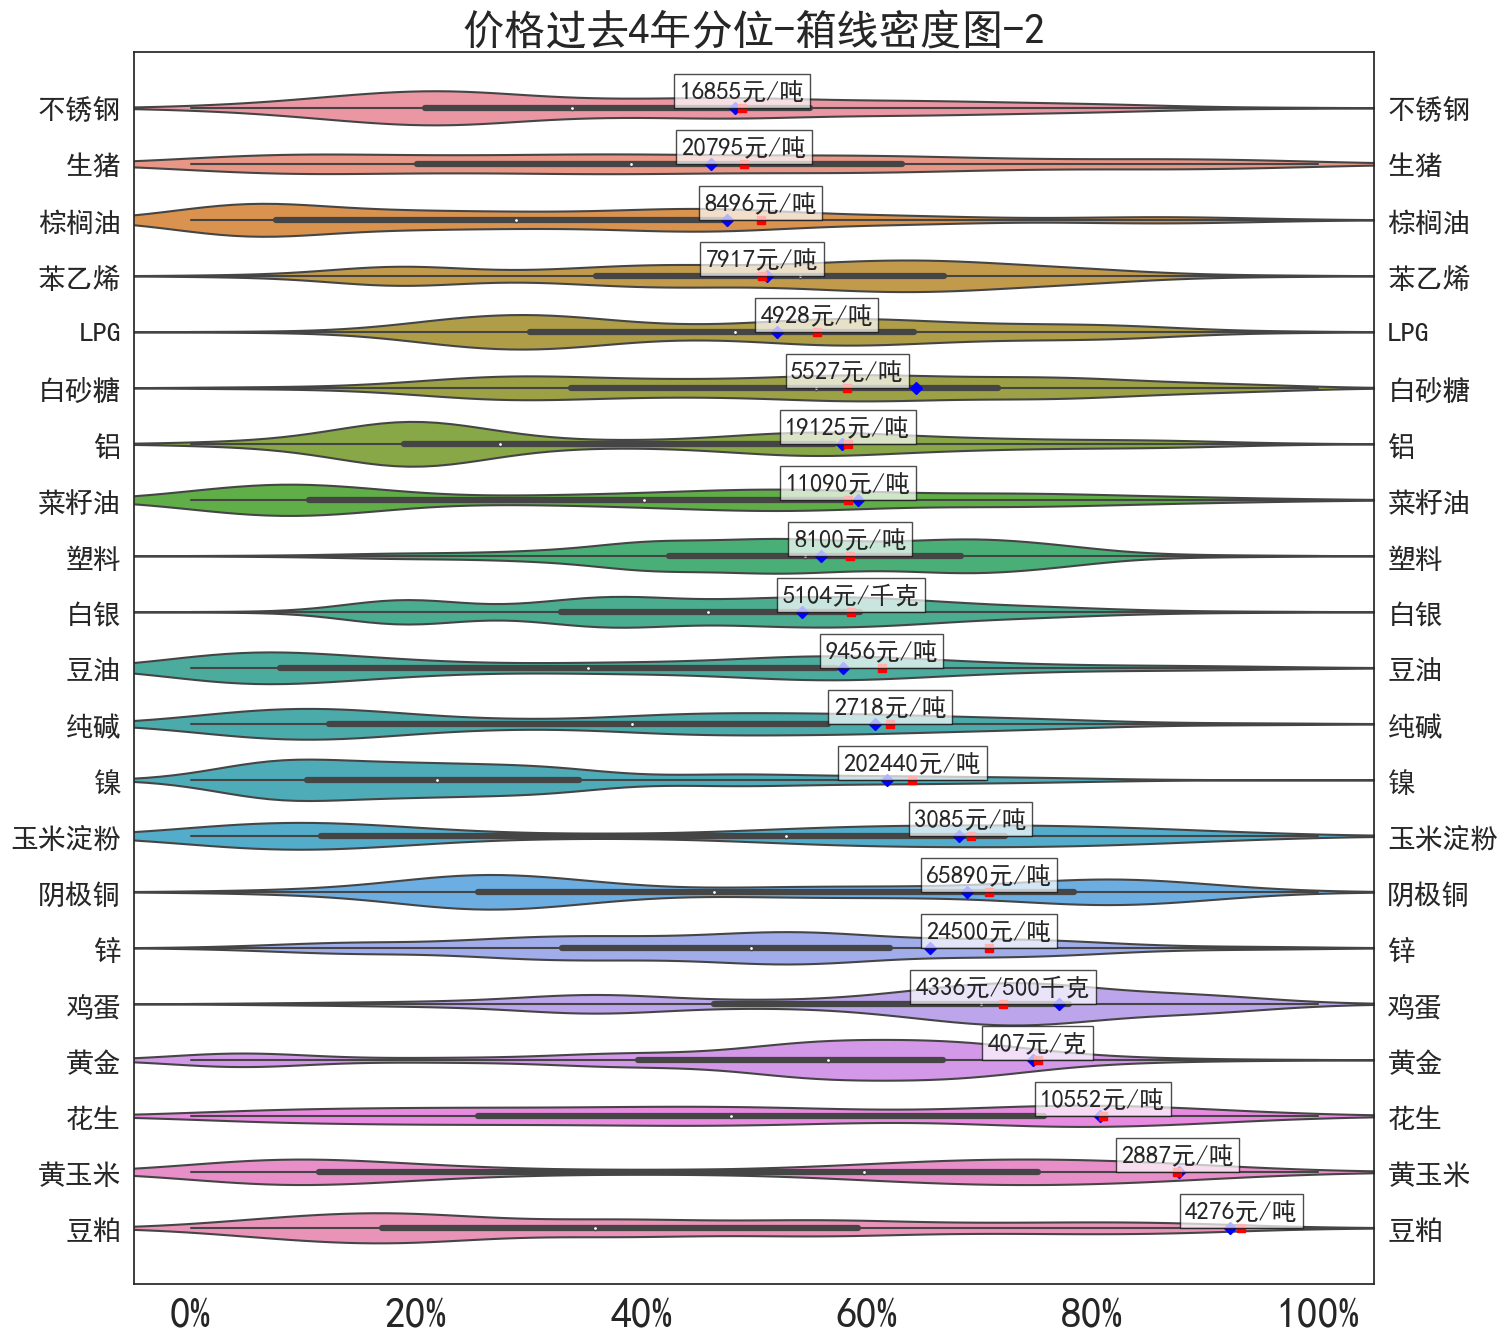 价格过去4年分位-箱线密度图-2
不锈钢 16855元/吨 不锈钢
生猪 20795元/吨 生猪
棕榈油 8496元/吨 棕榈油
苯乙烯 7917元/吨 苯乙烯
LPG 4928元/吨 LPG
白砂糖 5527元/吨 白砂糖
铝 19125元/吨 铝
菜籽油 11090元/吨 菜籽油
塑料 8100元/吨 塑料
白银 5104元/千克 白银
豆油 9456元/吨 豆油
纯碱 2718元/吨 纯碱
镍 202440元/吨 镍
玉米淀粉 3085元/吨 玉米淀粉
阴极铜 65890元/吨 阴极铜
锌 24500元/吨 锌
鸡蛋 4336元/500千克 鸡蛋
黄金 407元/克 黄金
花生 10552元/吨 花生
黄玉米 2887元/吨 黄玉米
豆粕 4276元/吨 豆粕
0% 20% 40% 60% 80% 100%